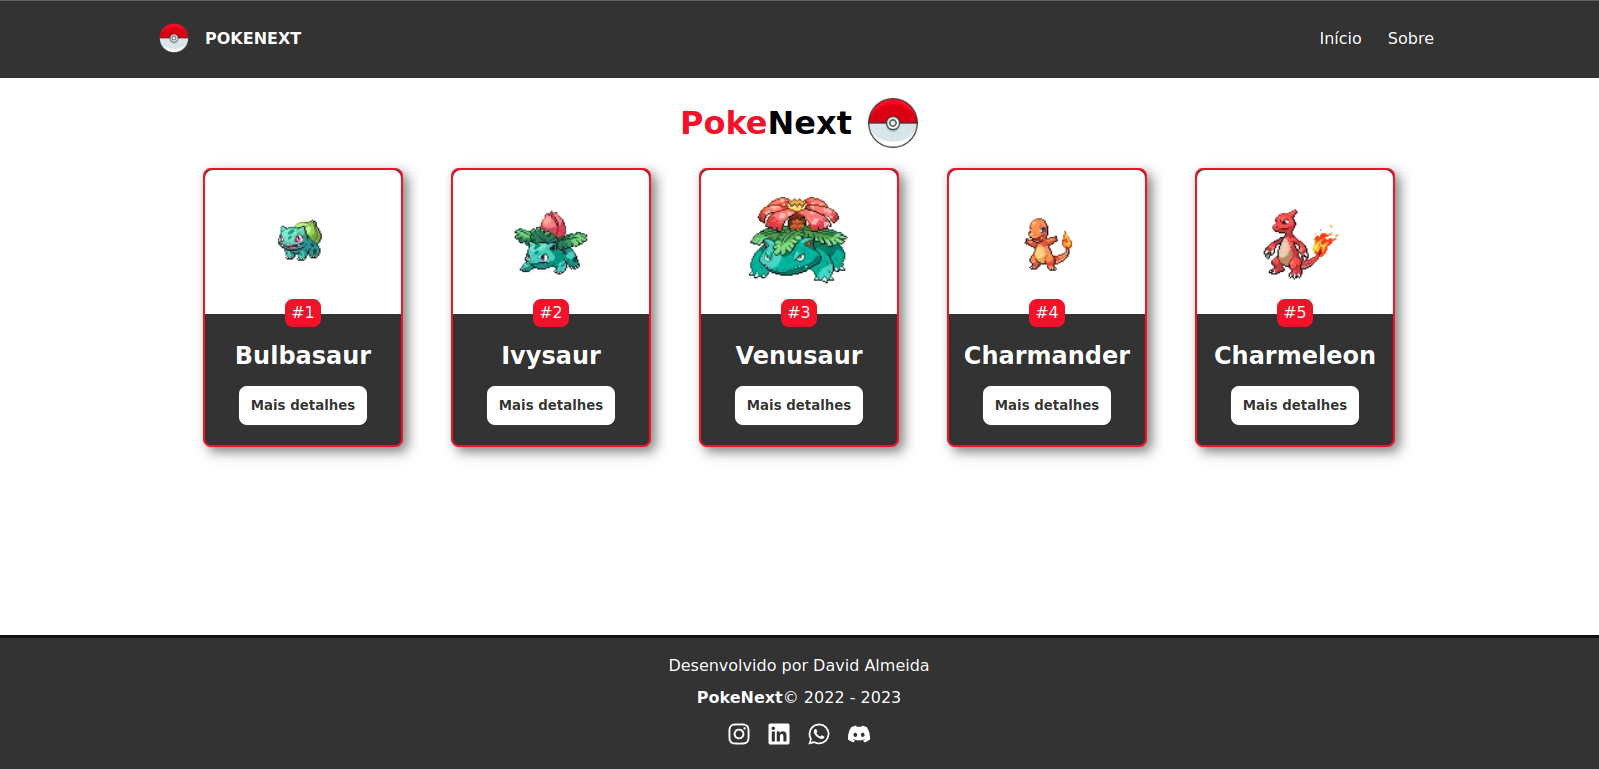 POKENEXT
Início Sobre
PokeNext
#1 #2 #3 #4 #5
Bulbasaur Ivysaur Venusaur Charmander Charmeleon
Mais detalhes Mais detalhes Mais detalhes Mais detalhes Mais detalhes
Desenvolvido por David Almeida
PokeNext© 2022 - 2023